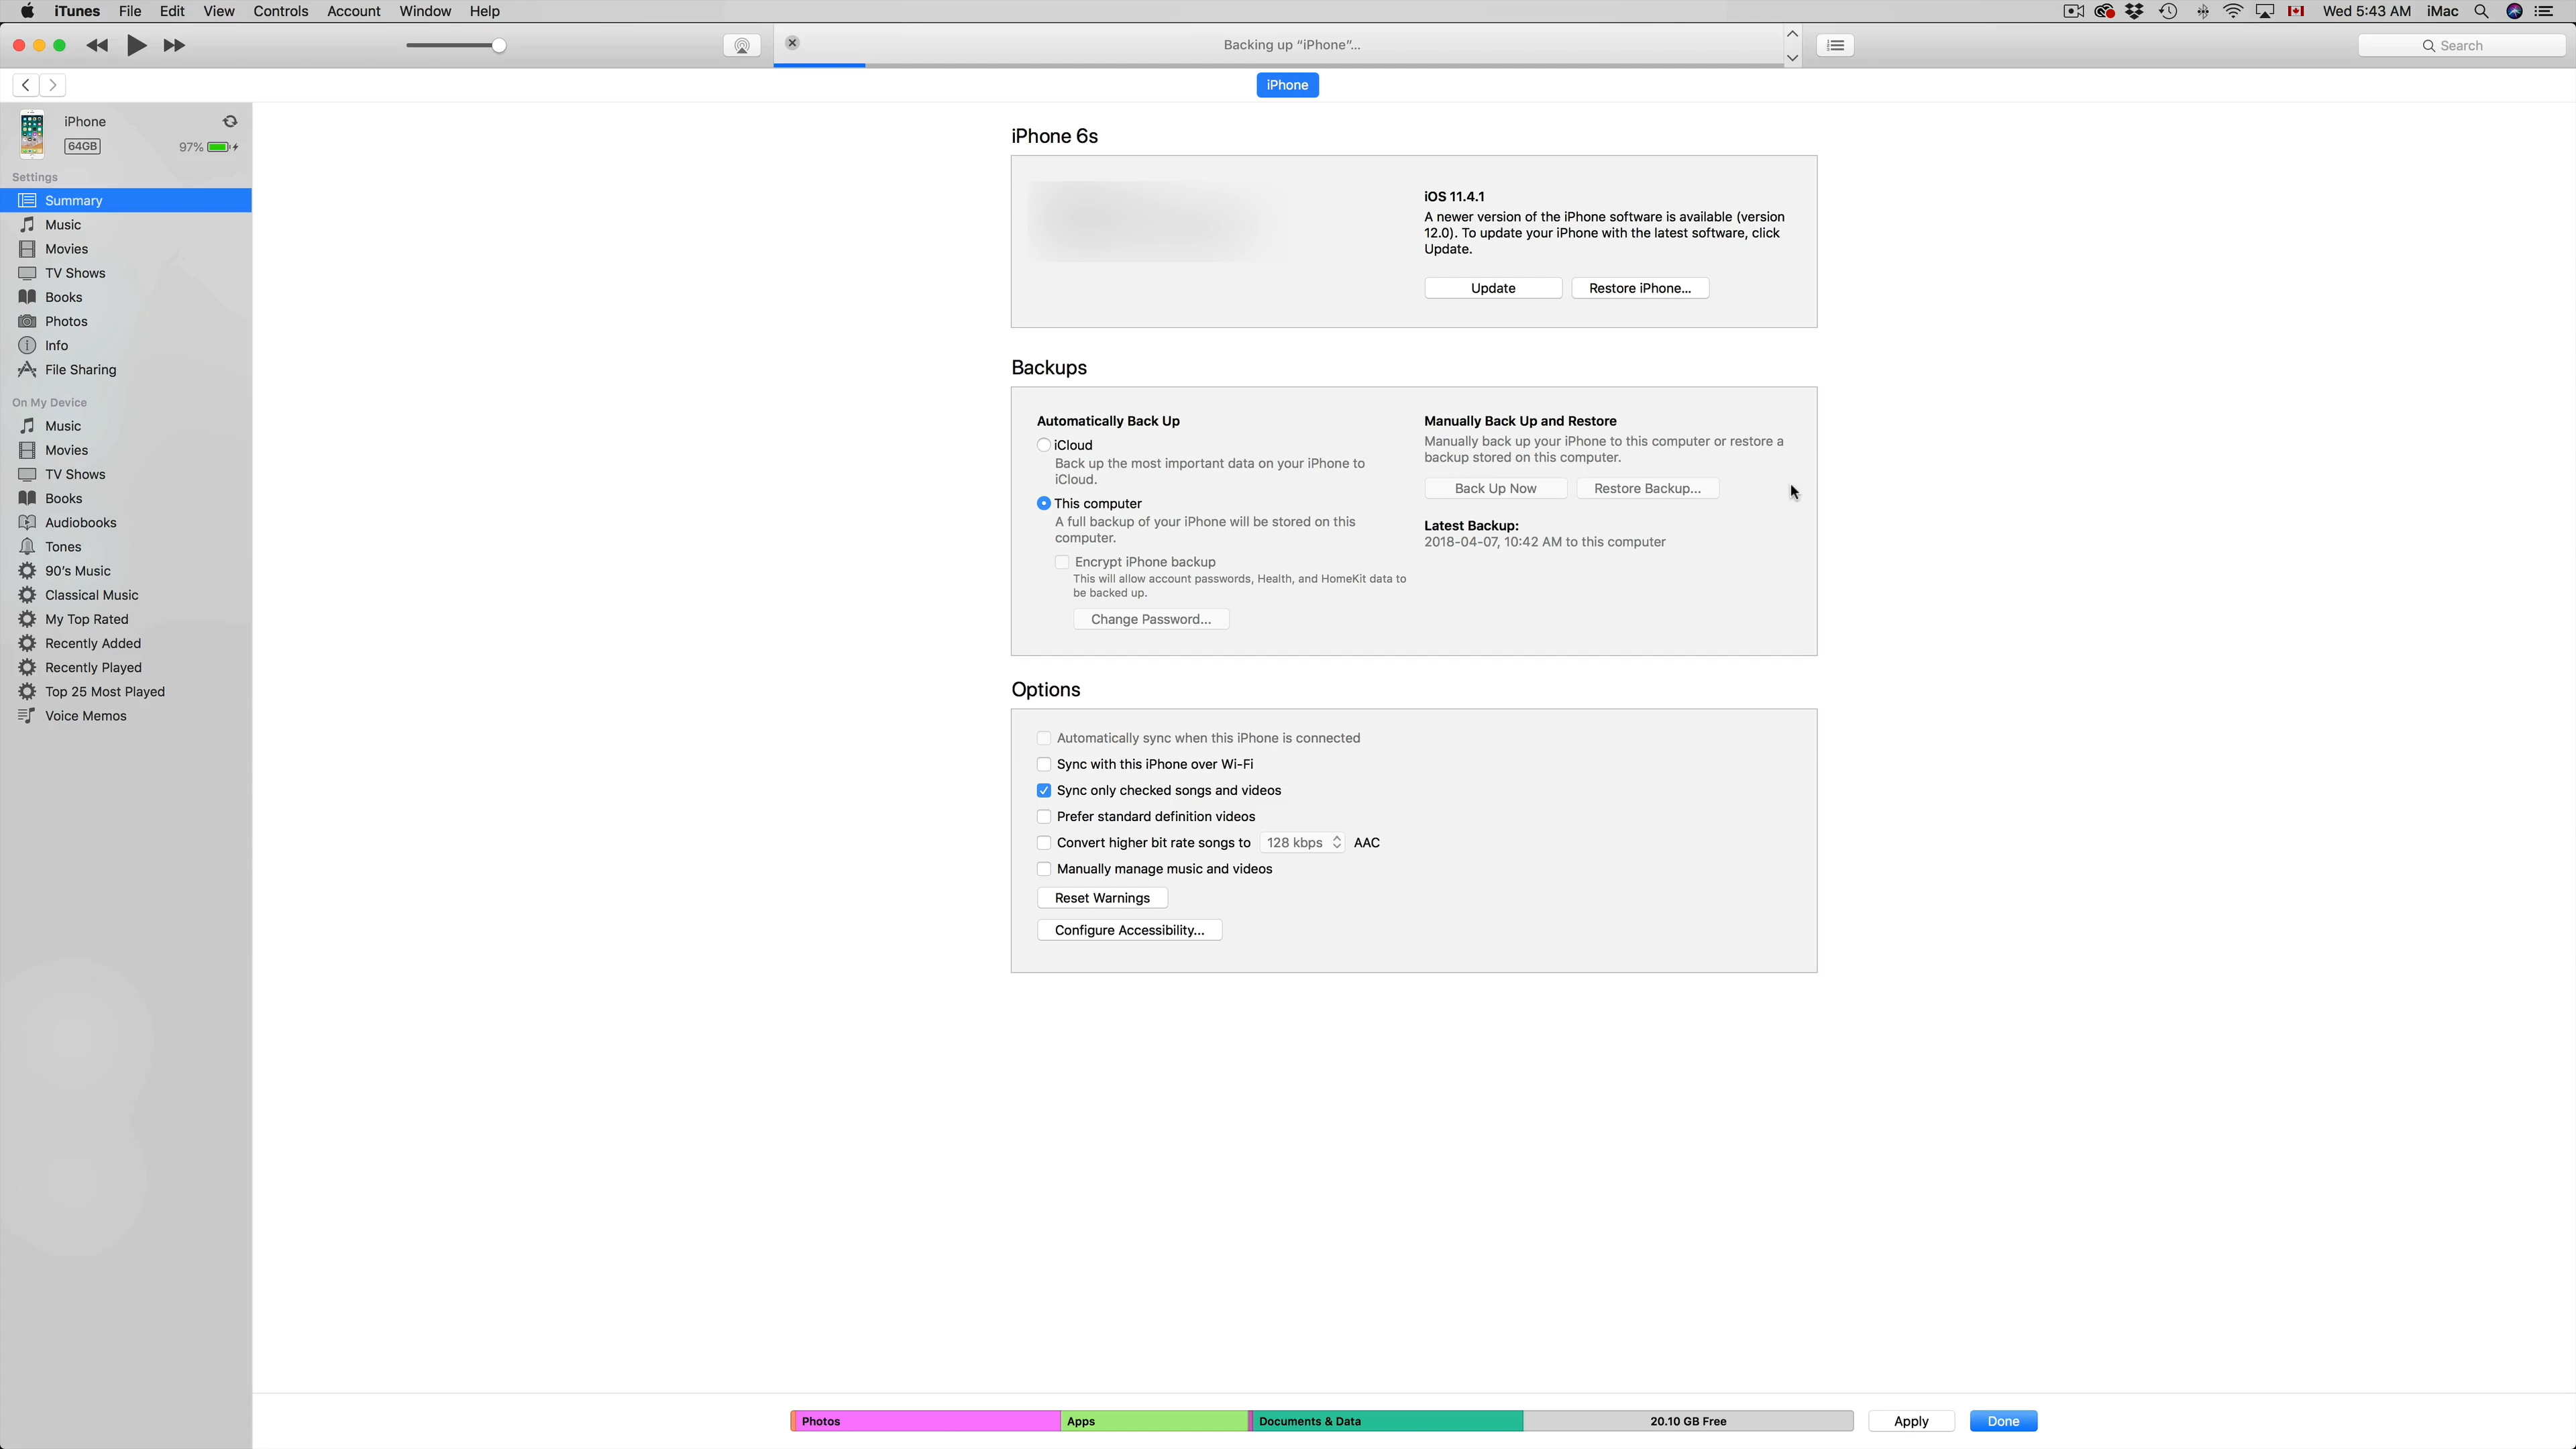 iTunes File Edit View Controls Account Window Help
Wed 5:43 AM iMac
Backing up “iPhone”...
Search
iPhone
iPhone
64GB
97%
Settings
Summary
Music
Movies
TV Shows
Books
Photos
Info
File Sharing
On My Device
Music
Movies
TV Shows
Books
Audiobooks
Tones
90’s Music
Classical Music
My Top Rated
Recently Added
Recently Played
Top 25 Most Played
Voice Memos
iPhone 6s
iOS 11.4.1
A newer version of the iPhone software is available (version
12.0). To update your iPhone with the latest software, click
Update.
Update
Restore iPhone...
Backups
Automatically Back Up
iCloud
Back up the most important data on your iPhone to
iCloud.
This computer
A full backup of your iPhone will be stored on this
computer.
Encrypt iPhone backup
This will allow account passwords, Health, and HomeKit data to
be backed up.
Change Password...
Manually Back Up and Restore
Manually back up your iPhone to this computer or restore a
backup stored on this computer.
Back Up Now
Restore Backup...
Latest Backup:
2018-04-07, 10:42 AM to this computer
Options
Automatically sync when this iPhone is connected
Sync with this iPhone over Wi-Fi
Sync only checked songs and videos
Prefer standard definition videos
Convert higher bit rate songs to 128 kbps AAC
Manually manage music and videos
Reset Warnings
Configure Accessibility...
Photos
Apps
Documents & Data
20.10 GB Free
Apply
Done